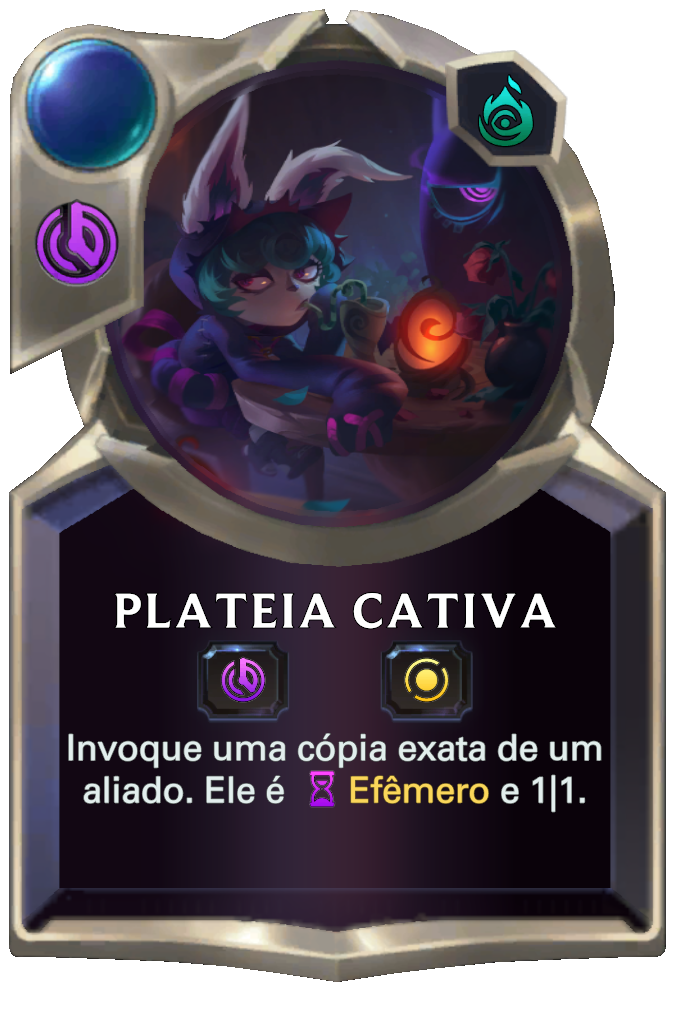 PLATEIA CATIVA
Invoque uma cópia exata de um
aliado. Ele é Efêmero e 1|1.